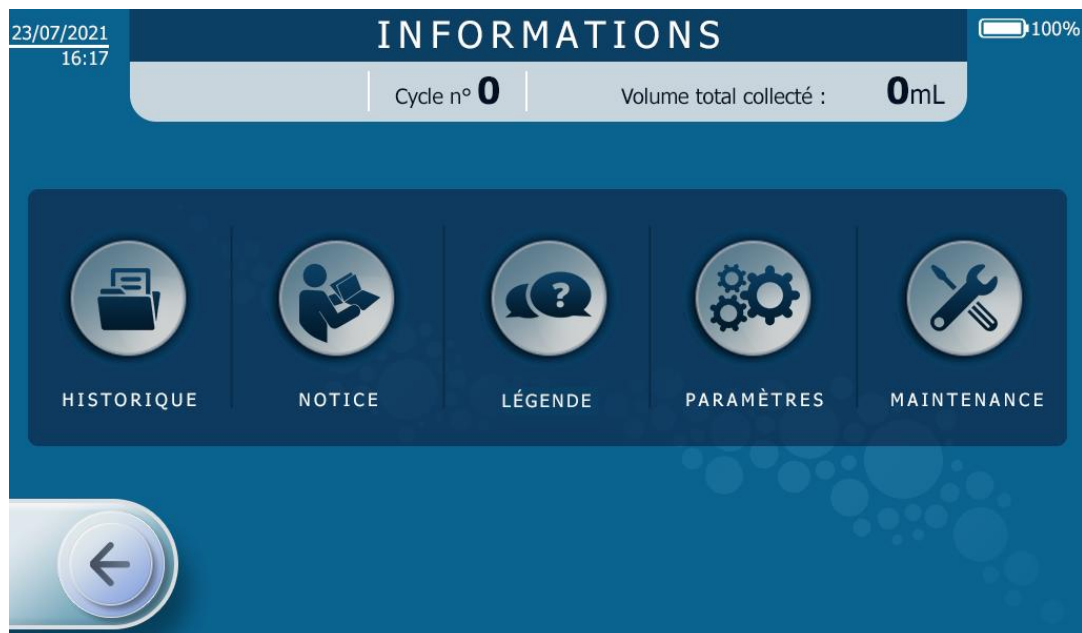 23/07/2021
16:17
INFORMATIONS
100%
Cycle n° 0
Volume total collecté : 0mL
?
HISTORIQUE
NOTICE
LÉGENDE
PARAMÈTRES
MAINTENANCE